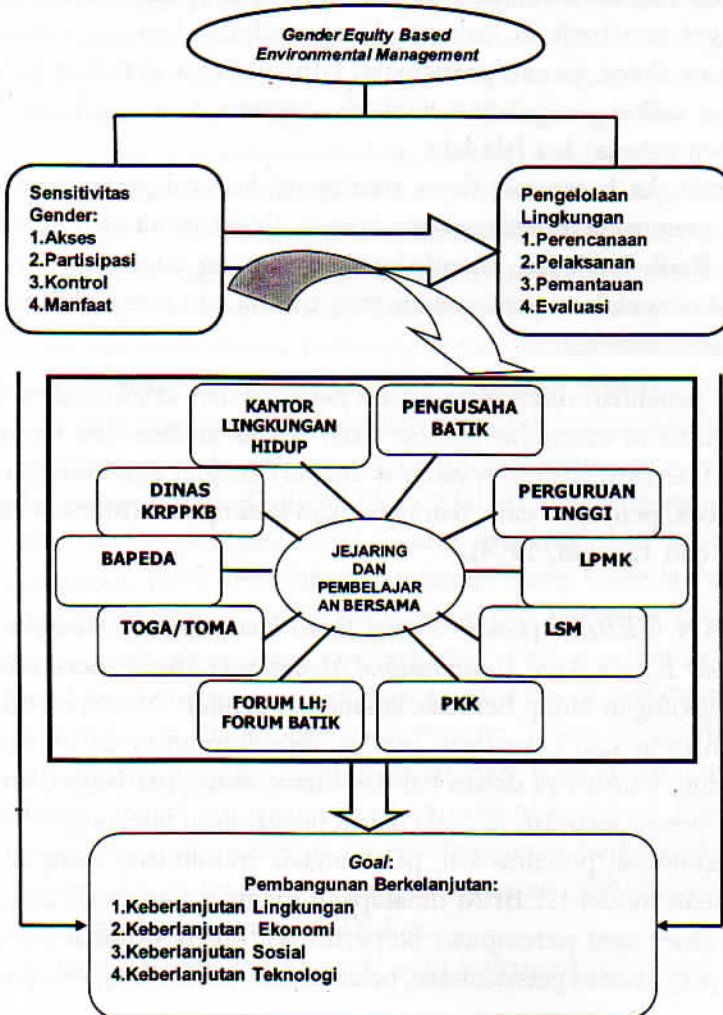 Gender Equity Based
Environmental Management
Sensitivitas
Gender:
1.Akses
2.Partisipasi
3.Kontrol
4.Manfaat
Pengelolaan
Lingkungan
1.Perencanaan
2.Pelaksanan
3.Pemantauan
4.Evaluasi
KANTOR
LINGKUNGAN
HIDUP
PENGUSAHA
BATIK
DINAS
KRPPKB
PERGURUAN
TINGGI
BAPEDA
JEJARING
DAN
PEMBELAJAR
AN BERSAMA
LPMK
TOGA/TOMA
LSM
FORUM LH;
FORUM BATIK
PKK
Goal:
Pembangunan Berkelanjutan:
1.Keberlanjutan Lingkungan
2.Keberlanjutan Ekonomi
3.Keberlanjutan Sosial
4.Keberlanjutan Teknologi